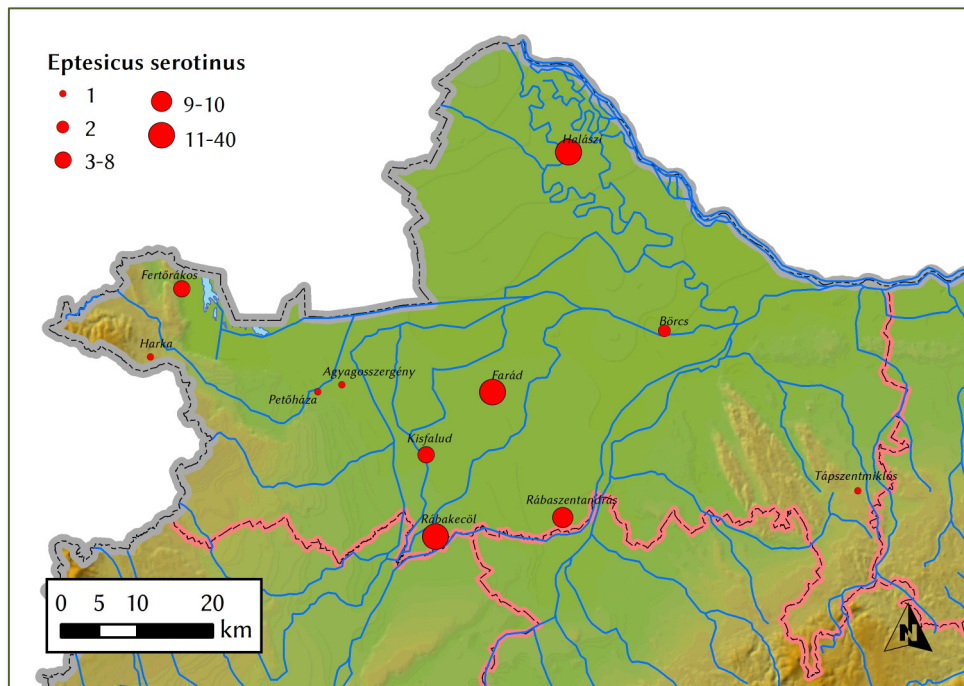 Eptesicus serotinus
1
2
3-8
9-10
11-40
Halászi
Fertőrákos
Börcs
Harka
Agyagosszergény
Petőháza
Farád
Kisfalud
Tápszentmiklós
Rábaszentandrás
Rábakecöl
0 5 10 20
km
N